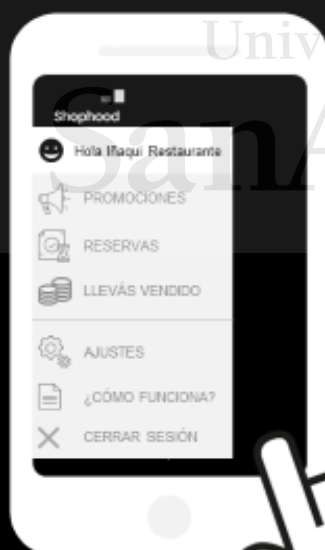 Univ
SanA
Shophood
Hola Iñaqui Restaurante
PROMOCIONES
RESERVAS
LLEVÁS VENDIDO
AJUSTES
¿CÓMO FUNCIONA?
CERRAR SESIÓN